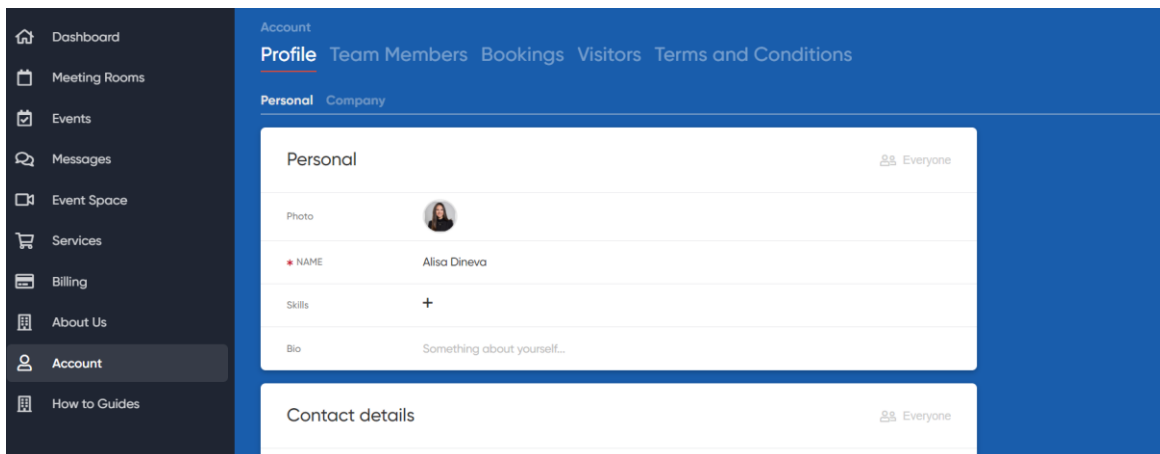 Dashboard
Meeting Rooms
Events
Messages
Event Space
Services
Billing
About Us
Account
How to Guides
Account
Profile Team Members Bookings Visitors Terms and Conditions
Personal Company
Personal Everyone
Photo
* NAME Alisa Dineva
Skills +
Bio Something about yourself...
Contact details Everyone